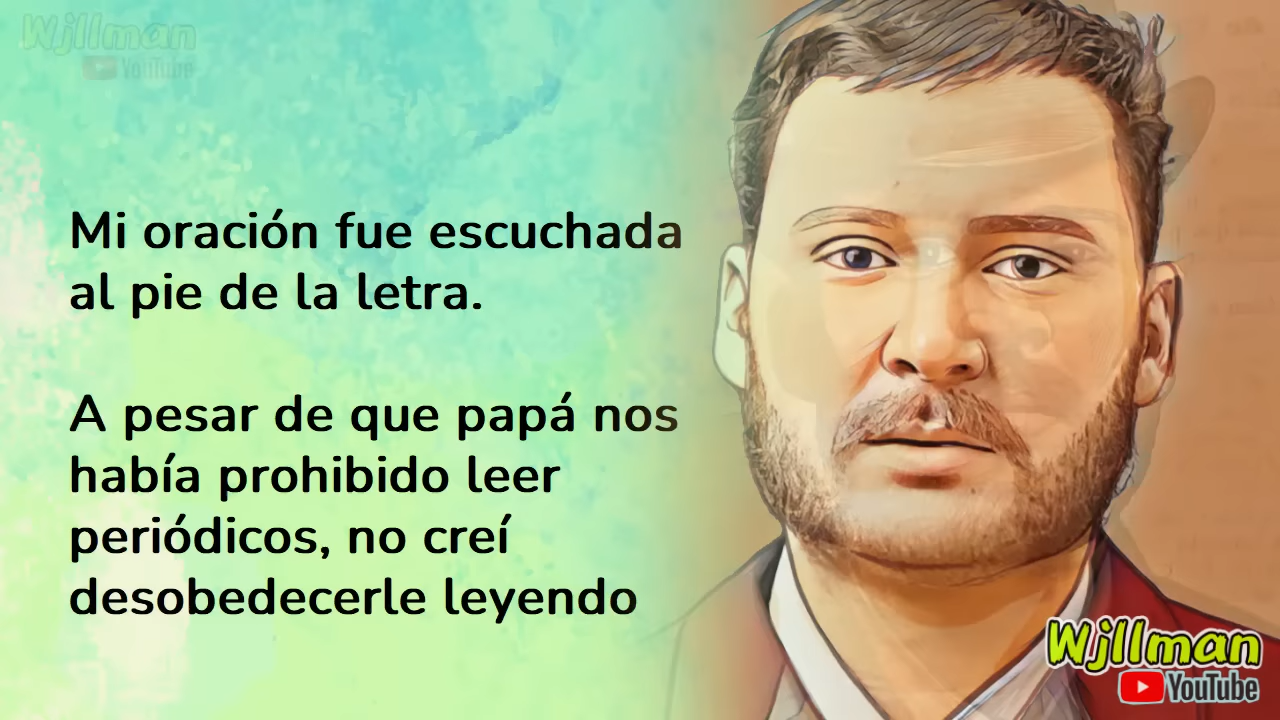 Wjllman
YouTube
Mi oración fue escuchada
al pie de la letra.
A pesar de que papá nos
había prohibido leer
periódicos, no creí
desobedecerle leyendo
Wjllman
YouTube